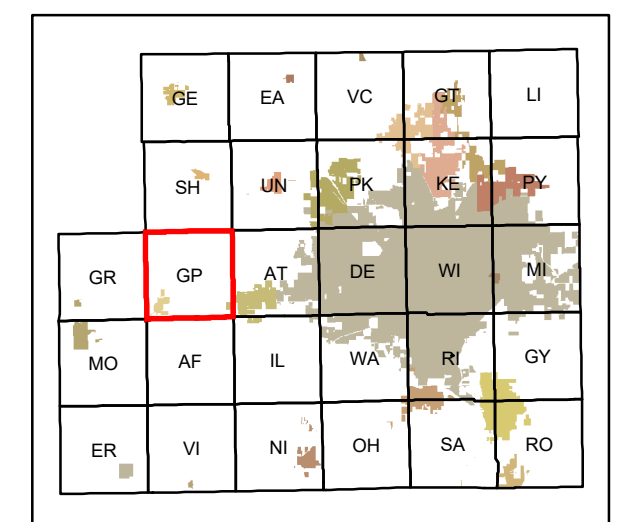 GE EA VC GT LI
SH UN PK KE PY
GR GP AT DE WI MI
MO AF IL WA RI GY
ER VI NI OH SA RO